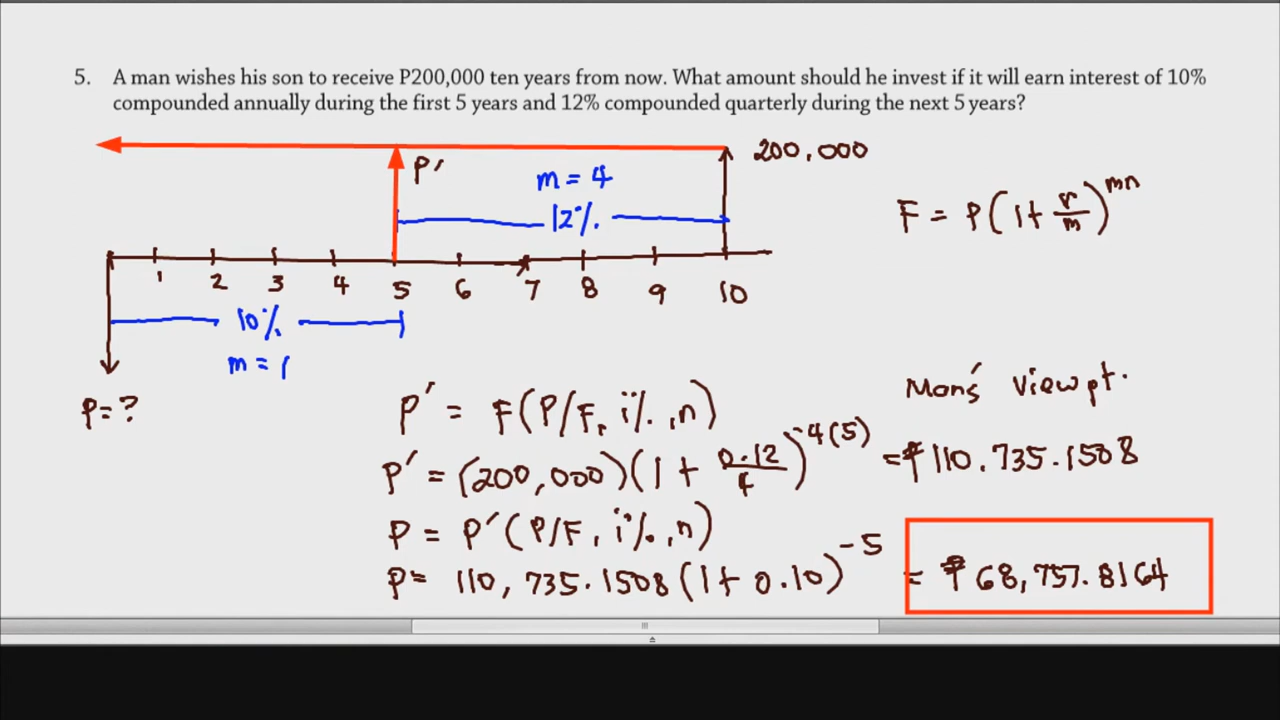 5. A man wishes his son to receive P200,000 ten years from now. What amount should he invest if it will earn interest of 10%
compounded annually during the first 5 years and 12% compounded quarterly during the next 5 years?
200,000
P'
m = 4
12%
F = P(1+ r/m)^mn
1 2 3 4 5 6 7 8 9 10
10%
m = 1
P= ?
Man's viewpt.
P' = F(P/F, i%, n)
P' = (200,000)(1 + 0.12/4)^-4(5) = ₱110,735.1508
P = P'(P/F, i%, n)
P= 110,735.1508(1+ 0.10)^-5 = ₱68,757.8164